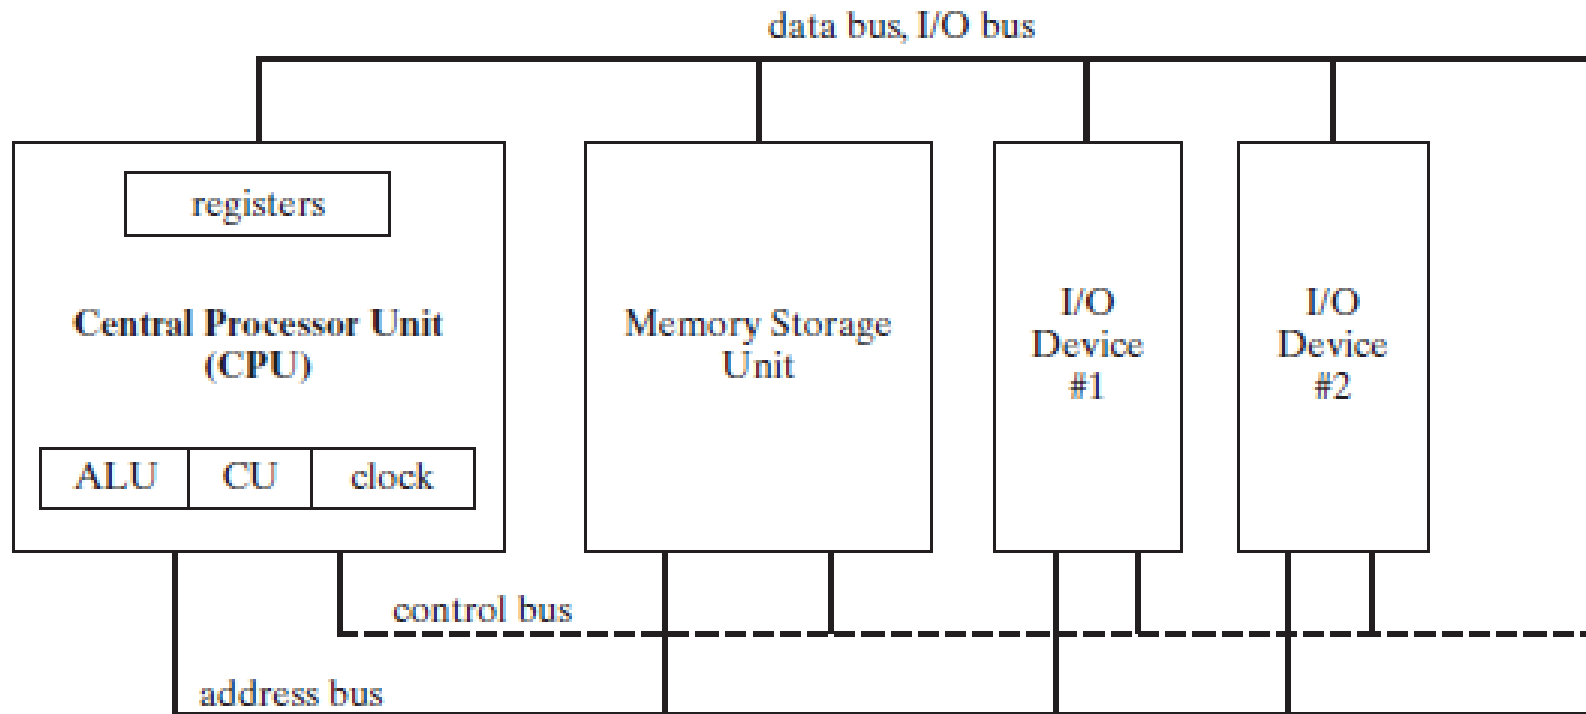 data bus, I/O bus
registers
Central Processor Unit
(CPU)
ALU CU clock
Memory Storage
Unit
I/O
Device
#1
I/O
Device
#2
control bus
address bus